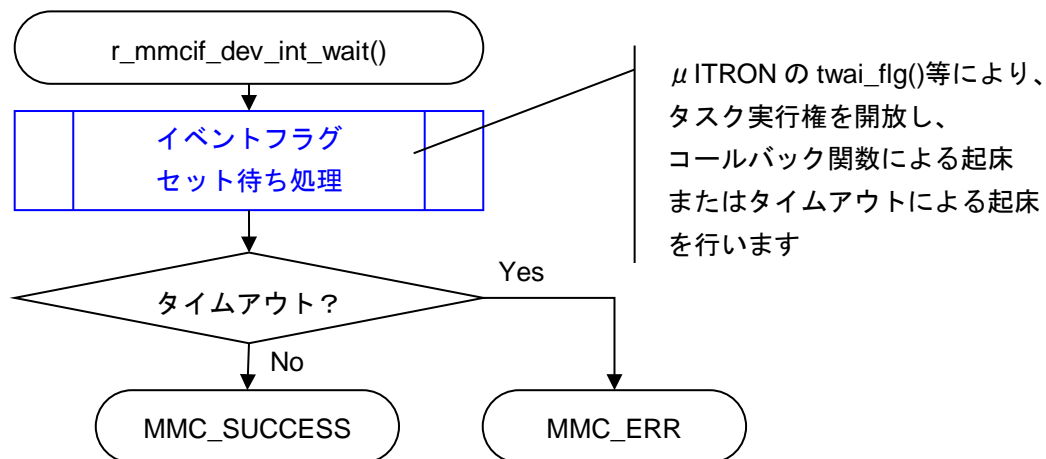 r_mmcif_dev_int_wait()
イベントフラグ
セット待ち処理
μITRON の twai_flg()等により、
タスク実行権を開放し、
コールバック関数による起床
またはタイムアウトによる起床
を行います
タイムアウト？
Yes
No
MMC_SUCCESS
MMC_ERR